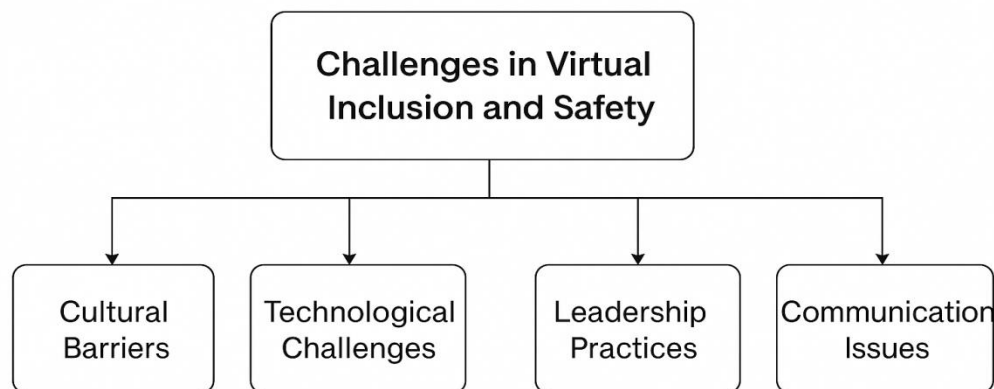 Challenges in Virtual
Inclusion and Safety
Cultural
Barriers
Technological
Challenges
Leadership
Practices
Communication
Issues